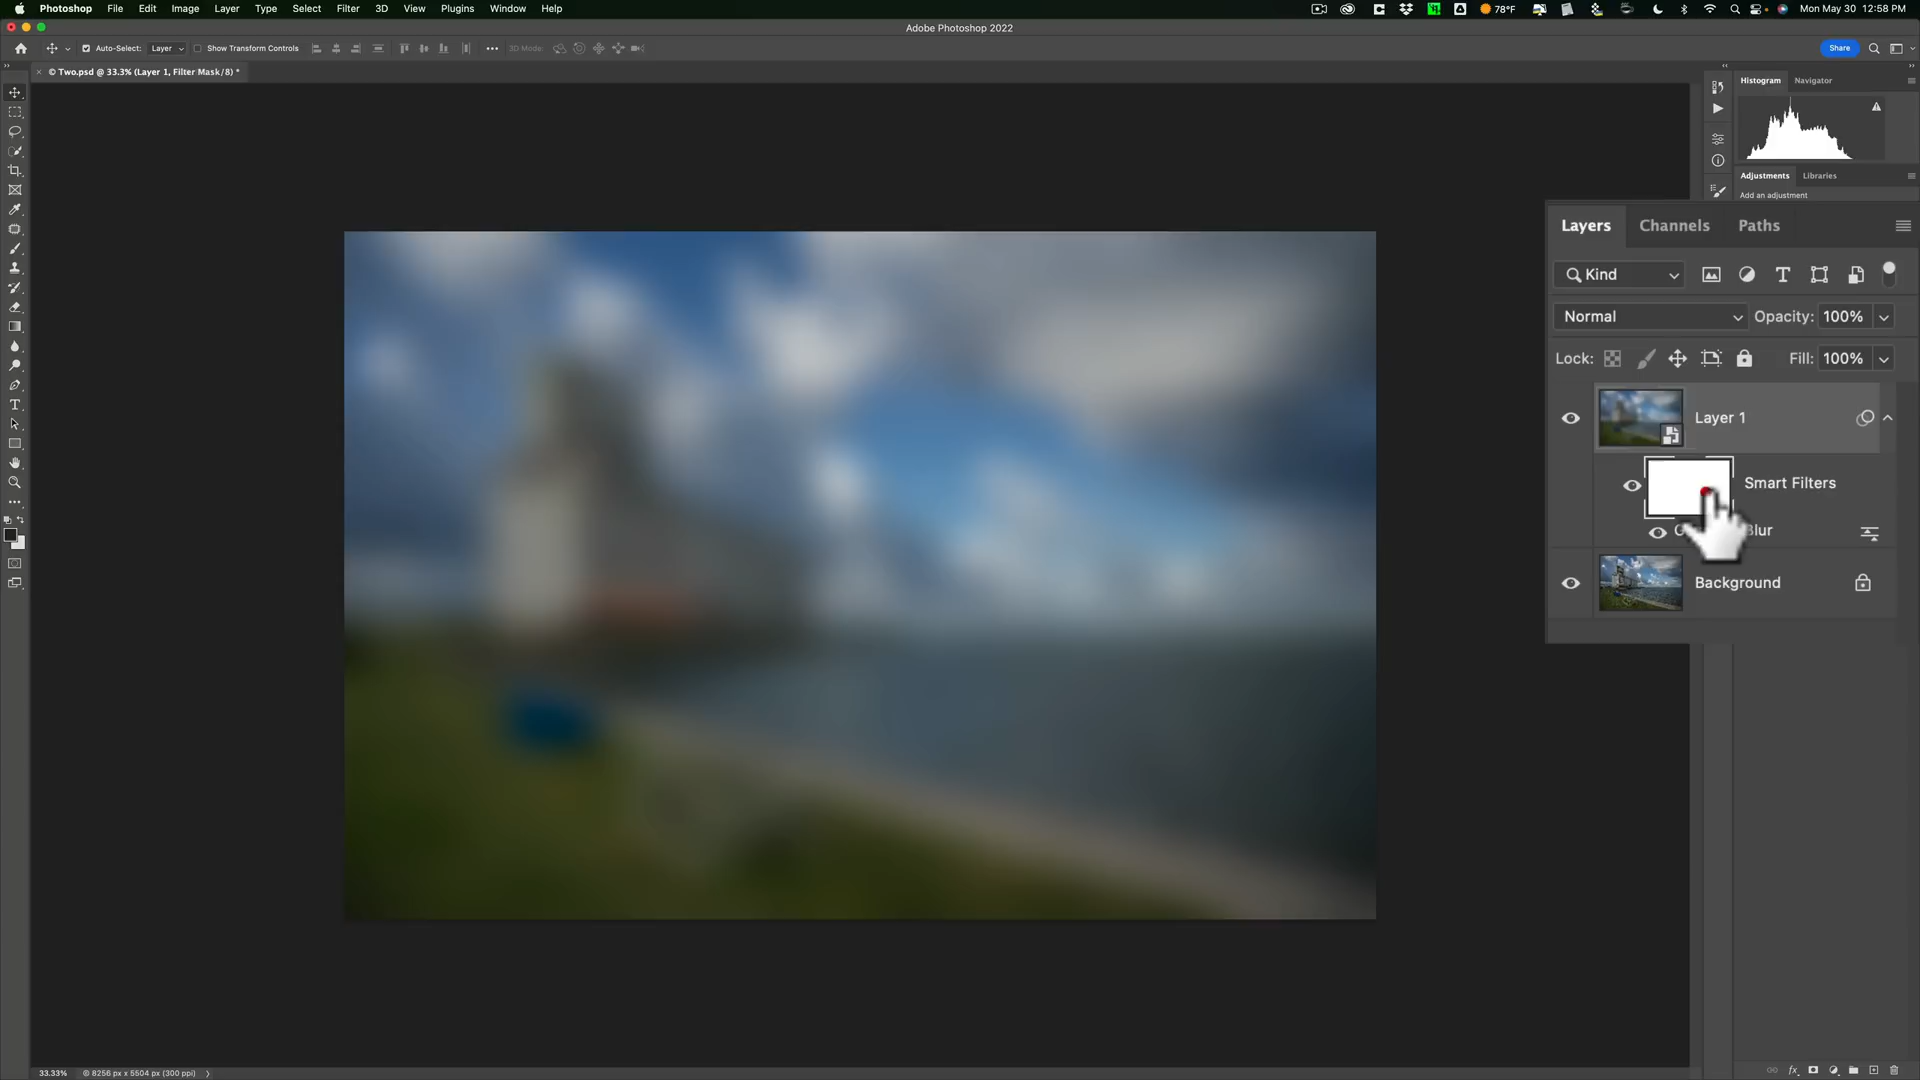 Photoshop File Edit Image Layer Type Select Filter 3D View Plugins Window Help 78°F Mon May 30 12:58 PM
Adobe Photoshop 2022
Auto-Select: Layer Show Transform Controls 3D Mode: Share
× © Two.psd @ 33.3% (Layer 1, Filter Mask/8) *
Histogram Navigator
Adjustments Libraries
Add an adjustment
Layers Channels Paths
Kind
Normal Opacity: 100%
Lock: Fill: 100%
Layer 1
Smart Filters
Blur
Background
33.33% 8256 px x 5504 px (300 ppi)